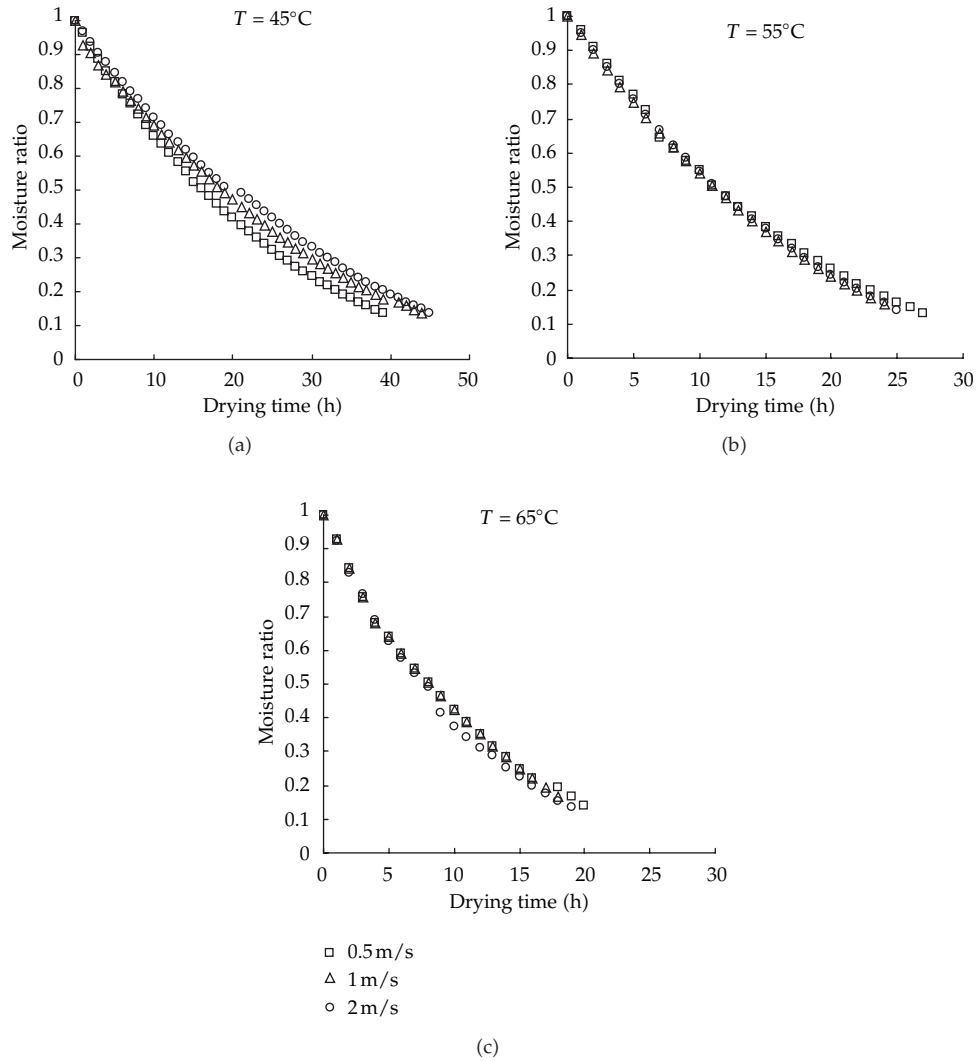 T = 45°C
1
0.9
0.8
0.7
0.6
0.5
0.4
0.3
0.2
0.1
0
Moisture ratio
0 10 20 30 40 50
Drying time (h)
(a)
T = 55°C
1
0.9
0.8
0.7
0.6
0.5
0.4
0.3
0.2
0.1
0
Moisture ratio
0 5 10 15 20 25 30
Drying time (h)
(b)
T = 65°C
1
0.9
0.8
0.7
0.6
0.5
0.4
0.3
0.2
0.1
0
Moisture ratio
0 5 10 15 20 25 30
Drying time (h)
0.5 m/s
1 m/s
2 m/s
(c)